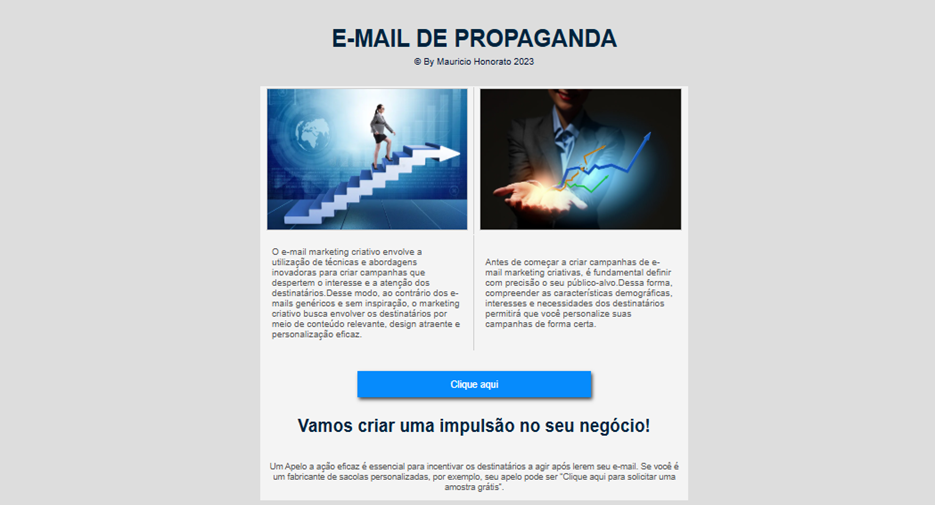 E-MAIL DE PROPAGANDA
© By Mauricio Honorato 2023
O e-mail marketing criativo envolve a
utilização de técnicas e abordagens
inovadoras para criar campanhas que
despertem o interesse e a atenção dos
destinatários.Desse modo, ao contrário dos e-
mails genéricos e sem inspiração, o marketing
criativo busca envolver os destinatários por
meio de conteúdo relevante, design atraente e
personalização eficaz.
Antes de começar a criar campanhas de e-
mail marketing criativas, é fundamental definir
com precisão o seu público-alvo.Dessa forma,
compreender as características demográficas,
interesses e necessidades dos destinatários
permitirá que você personalize suas
campanhas de forma certa.
Clique aqui
Vamos criar uma impulsão no seu negócio!
Um Apelo a ação eficaz é essencial para incentivar os destinatários a agir após lerem seu e-mail. Se você é
um fabricante de sacolas personalizadas, por exemplo, seu apelo pode ser "Clique aqui para solicitar uma
amostra grátis".